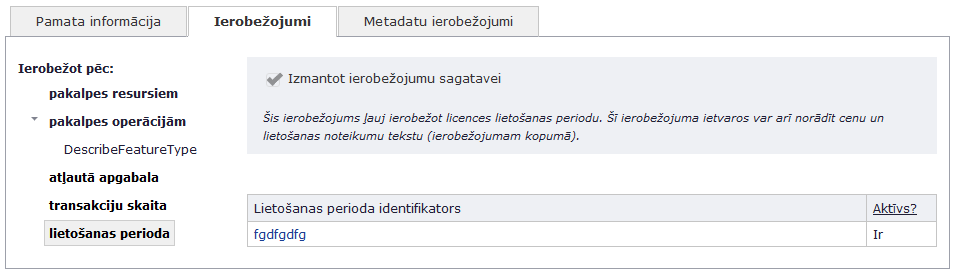 Pamata informācija
Ierobežojumi
Metadatu ierobežojumi
Ierobežot pēc:
pakalpes resursiem
pakalpes operācijām
DescribeFeatureType
atļautā apgabala
transakciju skaita
lietošanas perioda
Izmantot ierobežojumu sagatavei
Šis ierobežojums ļauj ierobežot licences lietošanas periodu. Šī ierobežojuma ietvaros var arī norādīt cenu un
lietošanas noteikumu tekstu (ierobežojumam kopumā).
Lietošanas perioda identifikators
Aktīvs?
fgdfgdfg
Ir